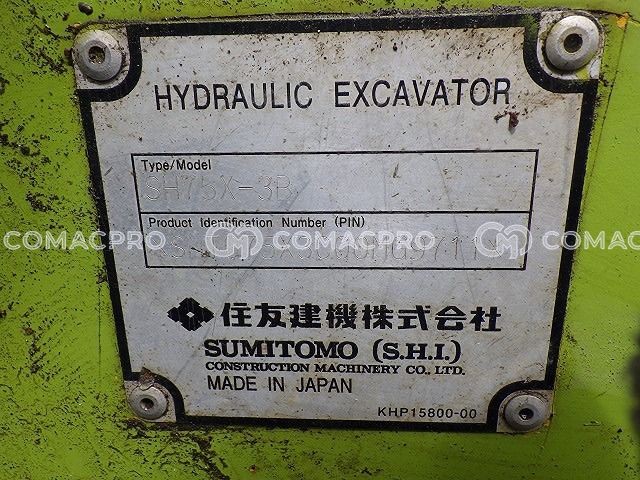 HYDRAULIC EXCAVATOR
Type/Model
SH75X-3B
Product Identification Number (PIN)
COMACPRO COMACPRO COMACPRO
住友建機株式会社
SUMITOMO (S.H.I.)
CONSTRUCTION MACHINERY CO., LTD.
MADE IN JAPAN
KHP15800-00